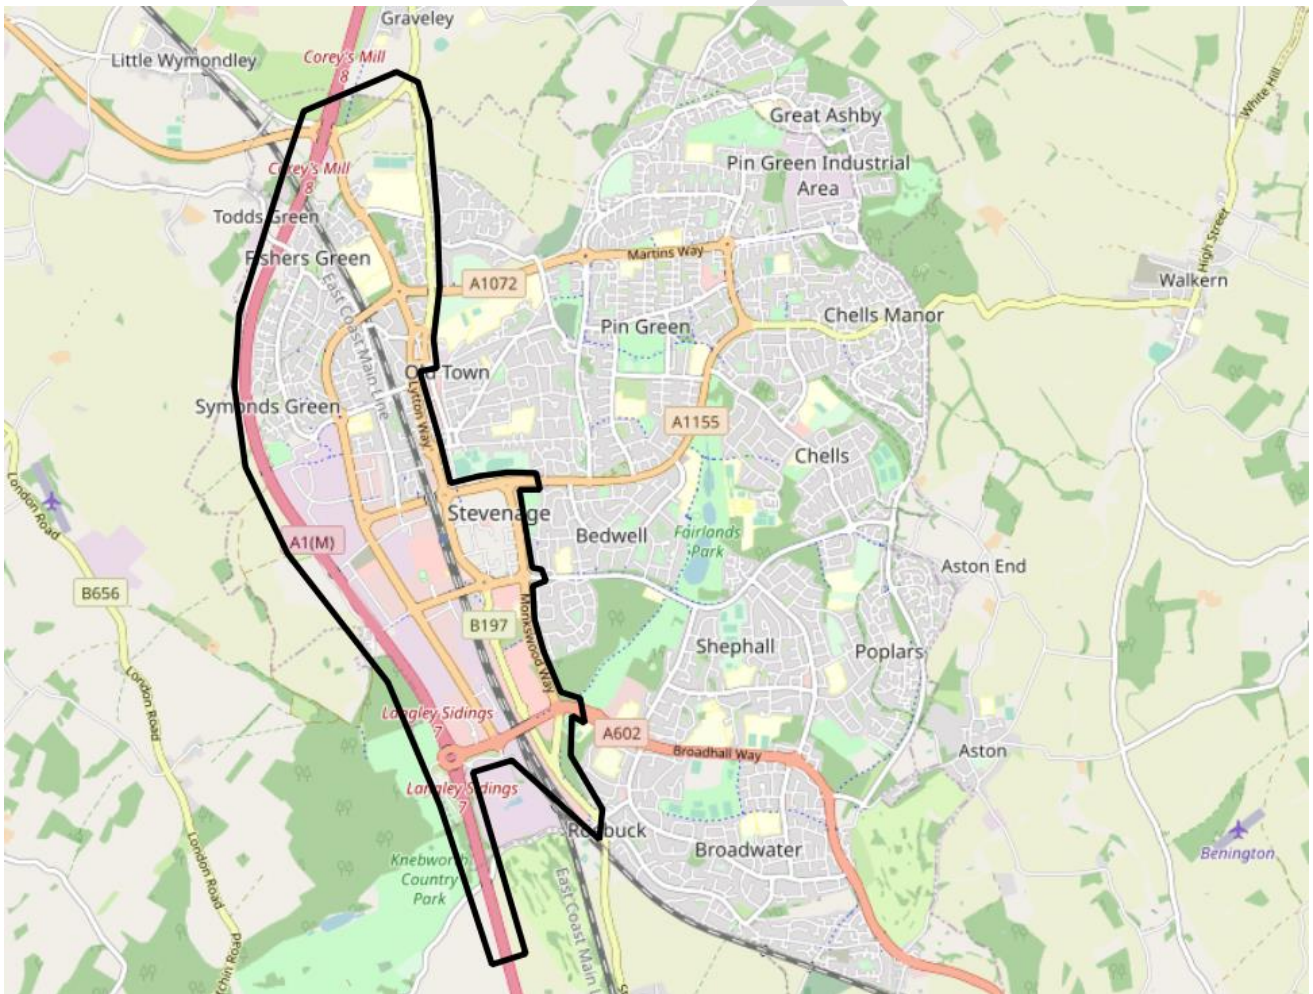 Graveley
Little Wymondley
Corey's Mill
8
White Hill
Great Ashby
Pin Green Industrial
Area
Corey's Mill
8
Todds Green
Fishers Green
High Street
Martins Way
A1072
East Coast Main Line
Walkern
Chells Manor
Pin Green
Old Town
Lytton Way
Symonds Green
A1155
Chells
London Road
Stevenage
Fairlands
Park
Bedwell
A1(M)
Aston End
B656
B197
Monkswood Way
Shephall
Poplars
London Road
Langley Sidings
7
A602
Broadhall Way
Aston
Langley Sidings
7
Roebuck
Broadwater
Benington
Knebworth
Country
Park
London Road
East Coast Main